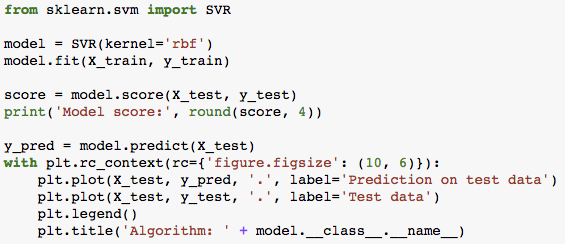 from sklearn.svm import SVR
model = SVR(kernel='rbf')
model.fit(X_train, y_train)
score = model.score(X_test, y_test)
print('Model score:', round(score, 4))
y_pred = model.predict(X_test)
with plt.rc_context(rc={'figure.figsize': (10, 6)}):
    plt.plot(X_test, y_pred, '.', label='Prediction on test data')
    plt.plot(X_test, y_test, '.', label='Test data')
    plt.legend()
    plt.title('Algorithm: ' + model.__class__.__name__)